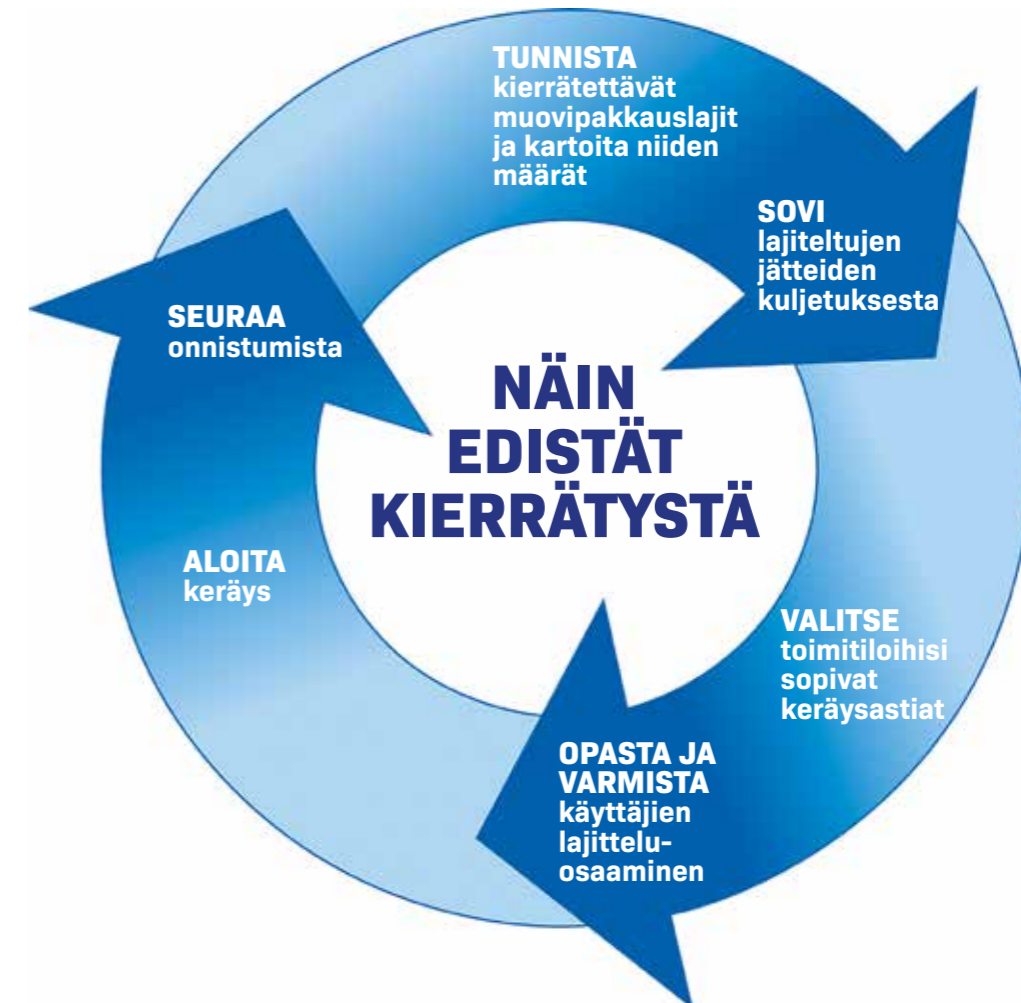 NÄIN
EDISTÄT
KIERRÄTYSTÄ
TUNNISTA
kierrätettävät
muovipakkauslajit
ja kartoita niiden
määrät
SOVI
lajiteltujen
jätteiden
kuljetuksesta
VALITSE
toimitiloihisi
sopivat
keräysastiat
OPASTA JA
VARMISTA
käyttäjien
lajittelu-
osaaminen
ALOITA
keräys
SEURAA
onnistumista